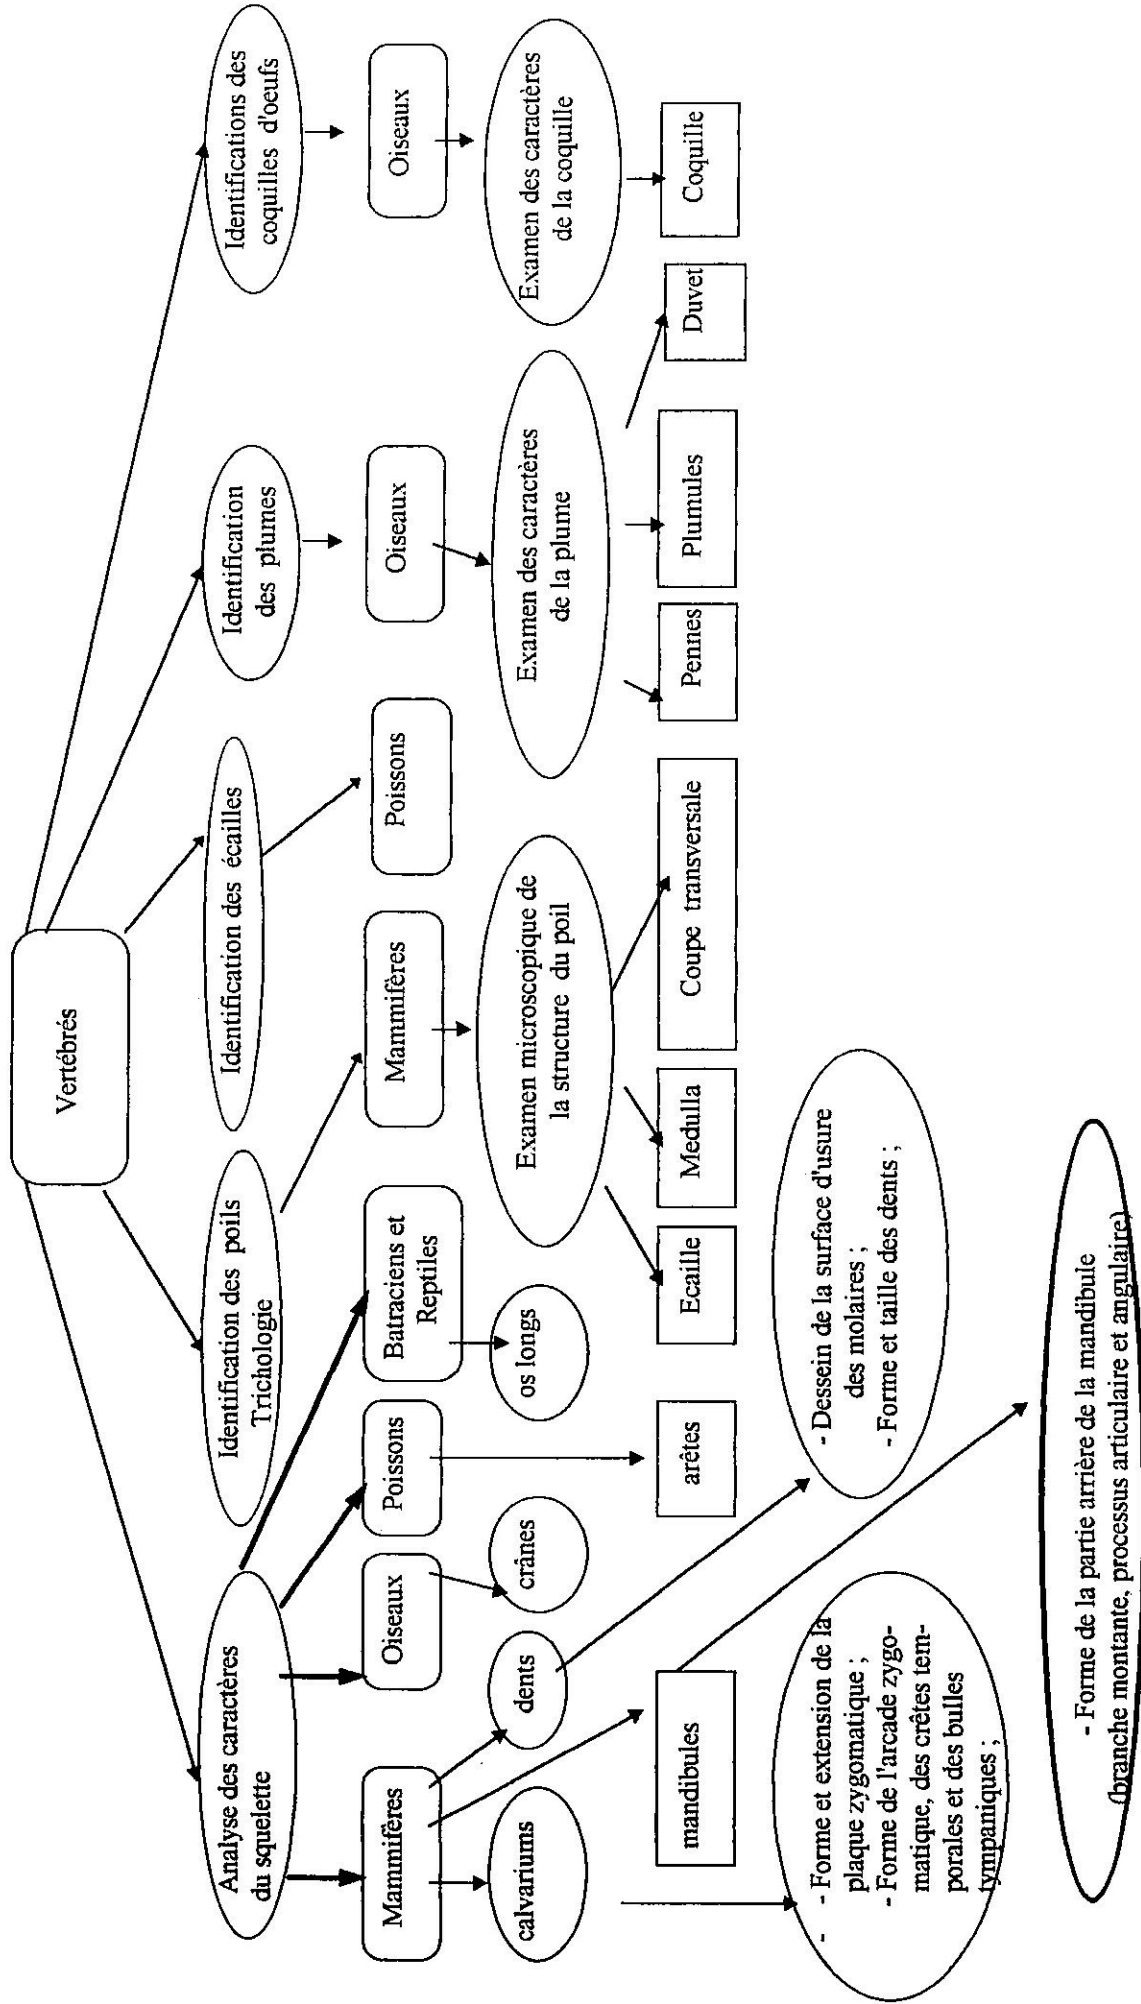 Vertébrés
Analyse des caractères
du squelette
Identification des poils
Trichologie
Identification des écailles
Identification
des plumes
Identifications des
coquilles d'oeufs
Mammifères
Oiseaux
Poissons
Batraciens et
Reptiles
Mammifères
Poissons
Oiseaux
Oiseaux
calvariums
dents
crânes
os longs
Examen microscopique de
la structure du poil
Examen des caractères
de la plume
Examen des caractères
de la coquille
mandibules
arêtes
Ecaille
Medulla
Coupe transversale
Pennes
Plumules
Duvet
Coquille
- - Forme et extension de la
plaque zygomatique ;
- Forme de l'arcade zygo-
matique, des crêtes tem-
porales et des bulles
tympaniques ;
- Dessein de la surface d'usure
des molaires ;
- Forme et taille des dents ;
- Forme de la partie arrière de la mandibule
(branche montante, processus articulaire et angulaire)